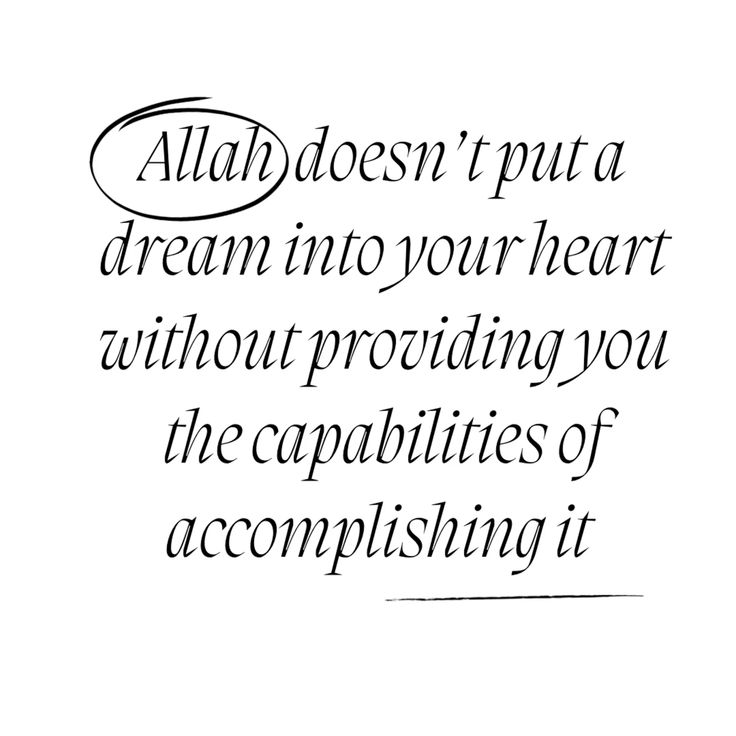 Allah doesn't put a
dream into your heart
without providing you
the capabilities of
accomplishing it